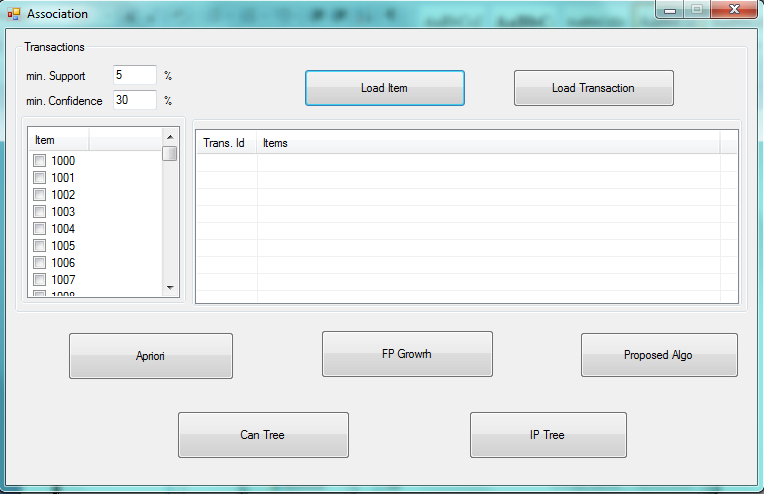 Association
Transactions
min. Support 5 %
min. Confidence 30 %
Load Item
Load Transaction
Item
1000
1001
1002
1003
1004
1005
1006
1007
1008
Trans. Id Items
Apriori
FP Growrh
Proposed Algo
Can Tree
IP Tree